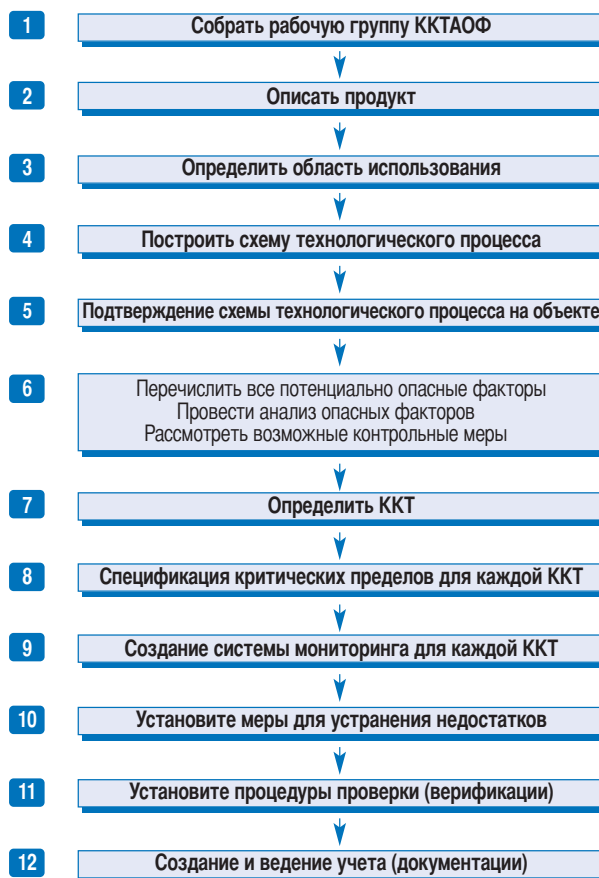 1 Собрать рабочую группу ККТАОФ
2 Описать продукт
3 Определить область использования
4 Построить схему технологического процесса
5 Подтверждение схемы технологического процесса на объекте
6 Перечислить все потенциально опасные факторы
Провести анализ опасных факторов
Рассмотреть возможные контрольные меры
7 Определить ККТ
8 Спецификация критических пределов для каждой ККТ
9 Создание системы мониторинга для каждой ККТ
10 Установите меры для устранения недостатков
11 Установите процедуры проверки (верификации)
12 Создание и ведение учета (документации)